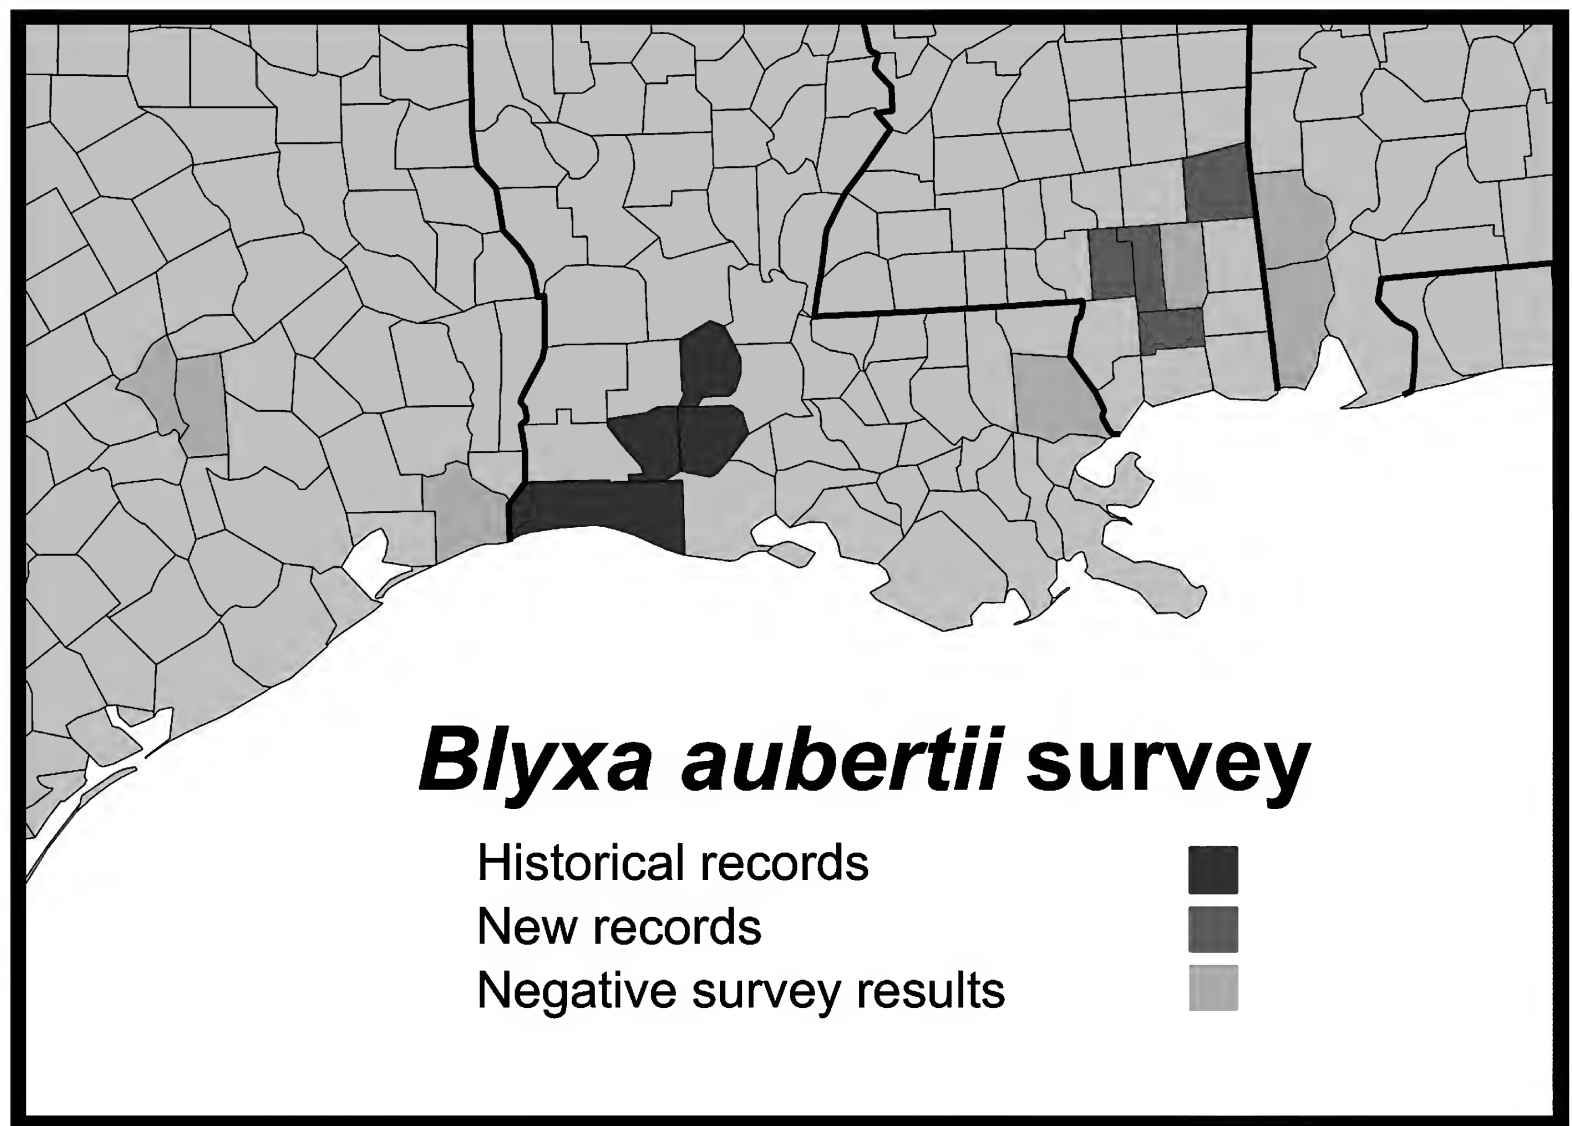 Blyxa aubertii survey
Historical records
New records
Negative survey results